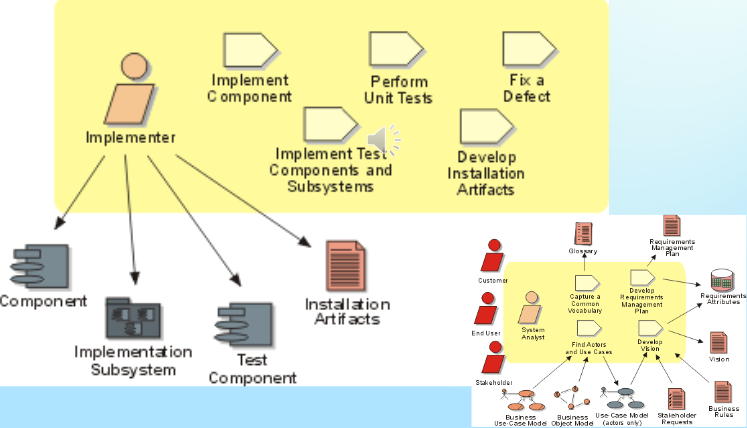 Implement
Component
Perform
Unit Tests
Fix a
Defect
Implementer
Implement Test
Components and
Subsystems
Develop
Installation
Artifacts
Component
Implementation
Subsystem
Test
Component
Installation
Artifacts
Glossary
Requirements
Management
Plan
Customer
Capture a
Common
Vocabulary
Develop
Requirements
Management
Plan
Requirements
Attributes
End User
System
Analyst
Find Actors
and Use Cases
Develop
Vision
Vision
Stakeholder
Business
Use-Case Model
Business
Object Model
Use-Case Model
(actors only)
Stakeholder
Requests
Business
Rules